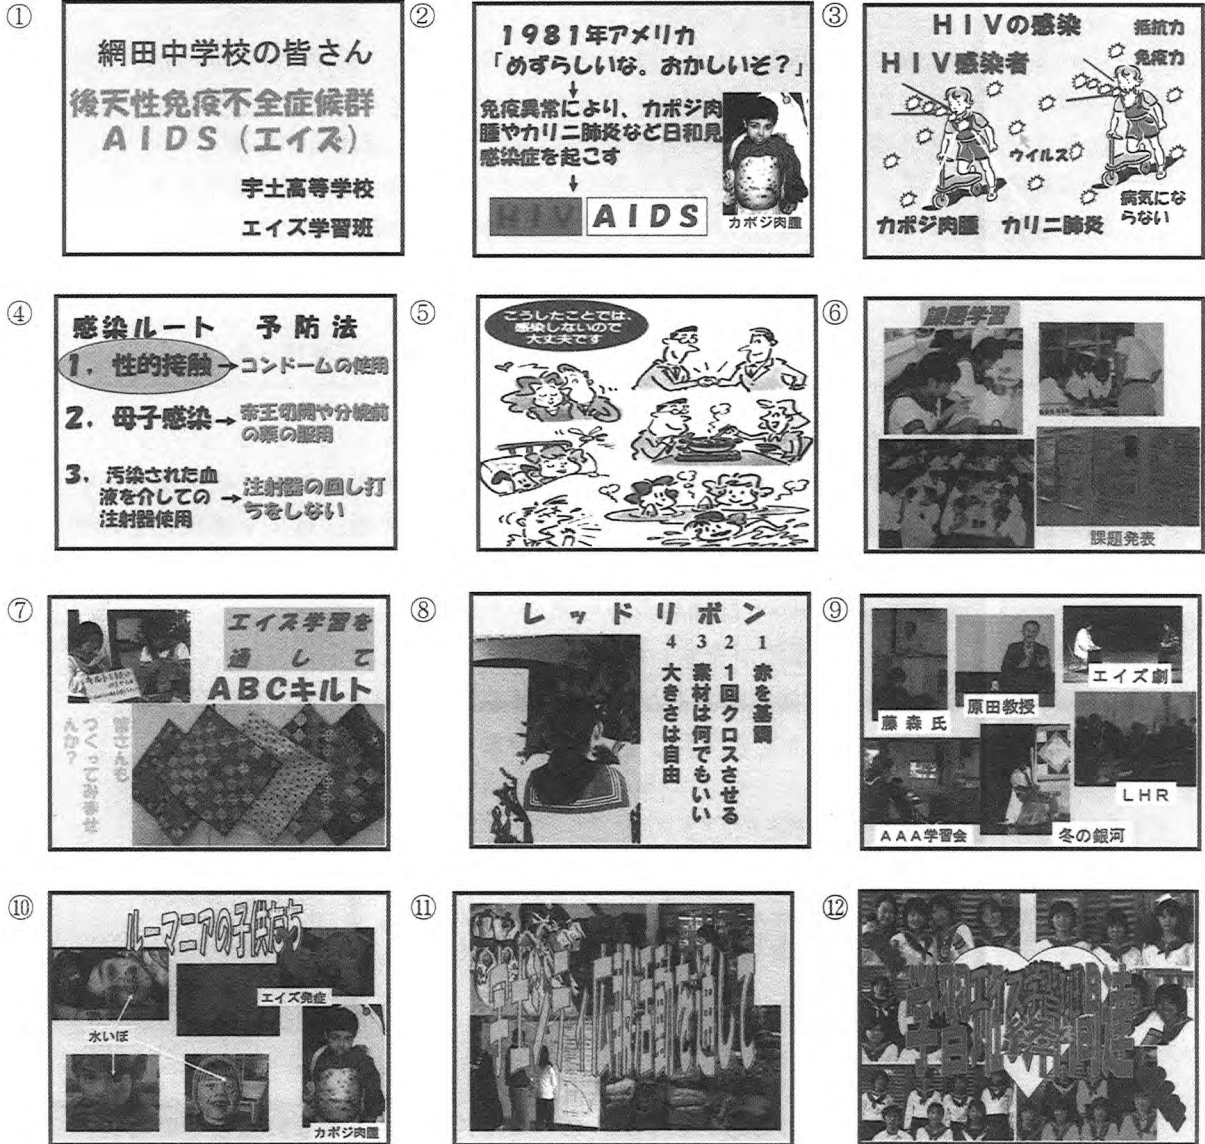 ①
網田中学校の皆さん
後天性免疫不全症候群
AIDS(エイズ)
宇土高等学校
エイズ学習班
②
1981年アメリカ
「めずらしいな。おかしいぞ?」
↓
免疫異常により、カポジ肉
腫やカリニ肺炎など日和見
感染症を起こす
↓
HIV AIDS
カポジ肉腫
③
HIVの感染
抵抗力
免疫力
HIV感染者
ウイルス
カポジ肉腫 カリニ肺炎
病気にな
らない
④
感染ルート 予防法
1. 性的接触→コンドームの使用
2. 母子感染→帝王切開や分娩前
の薬の服用
3. 汚染された血
液を介しての
注射器使用
→注射器の回し打
ちをしない
⑤
こうしたことでは、
感染しないので
大丈夫です
⑥
課題学習
課題発表
⑦
エイズ学習を
通して
ABCキルト
皆さんも
つくってみませ
んか?
⑧
レッドリボン
1 赤を基調
2 1回クロスさせる
3 素材は何でもいい
4 大きさは自由
⑨
藤森氏
原田教授
エイズ劇
AAA学習会
冬の銀河
LHR
⑩
ルーマニアの子供たち
エイズ発症
水いぼ
カポジ肉腫
⑪
⑫